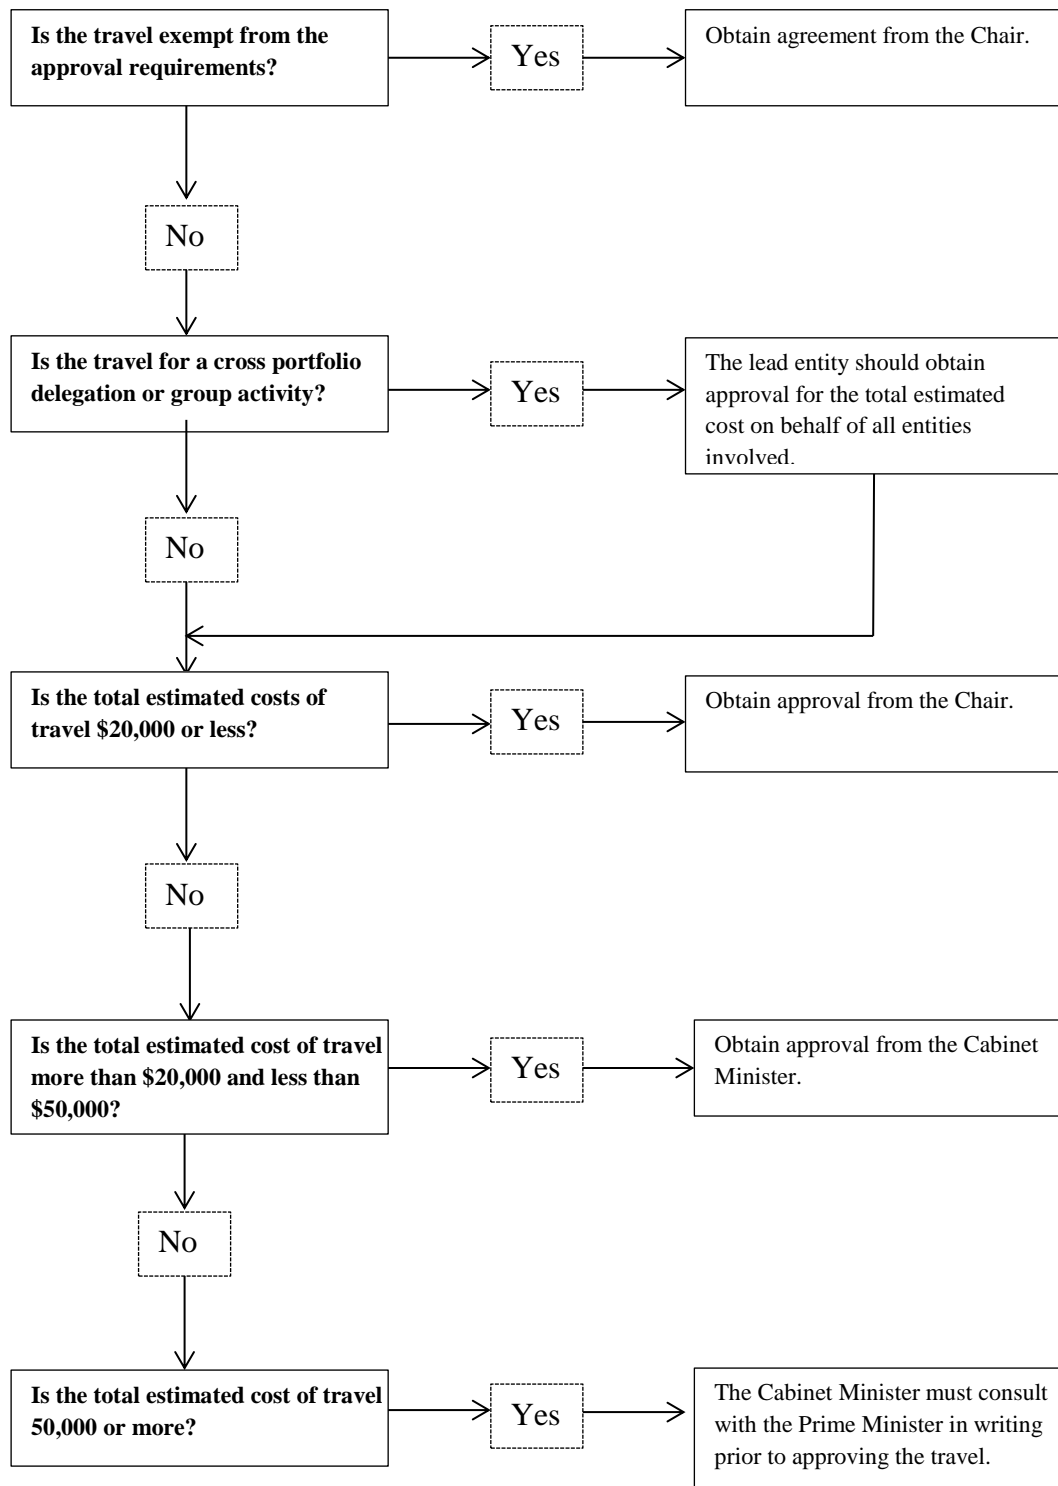 Is the travel exempt from the
approval requirements?
Yes
Obtain agreement from the Chair.
No
Is the travel for a cross portfolio
delegation or group activity?
Yes
The lead entity should obtain
approval for the total estimated
cost on behalf of all entities
involved.
No
Is the total estimated costs of
travel $20,000 or less?
Yes
Obtain approval from the Chair.
No
Is the total estimated cost of travel
more than $20,000 and less than
$50,000?
Yes
Obtain approval from the Cabinet
Minister.
No
Is the total estimated cost of travel
50,000 or more?
Yes
The Cabinet Minister must consult
with the Prime Minister in writing
prior to approving the travel.